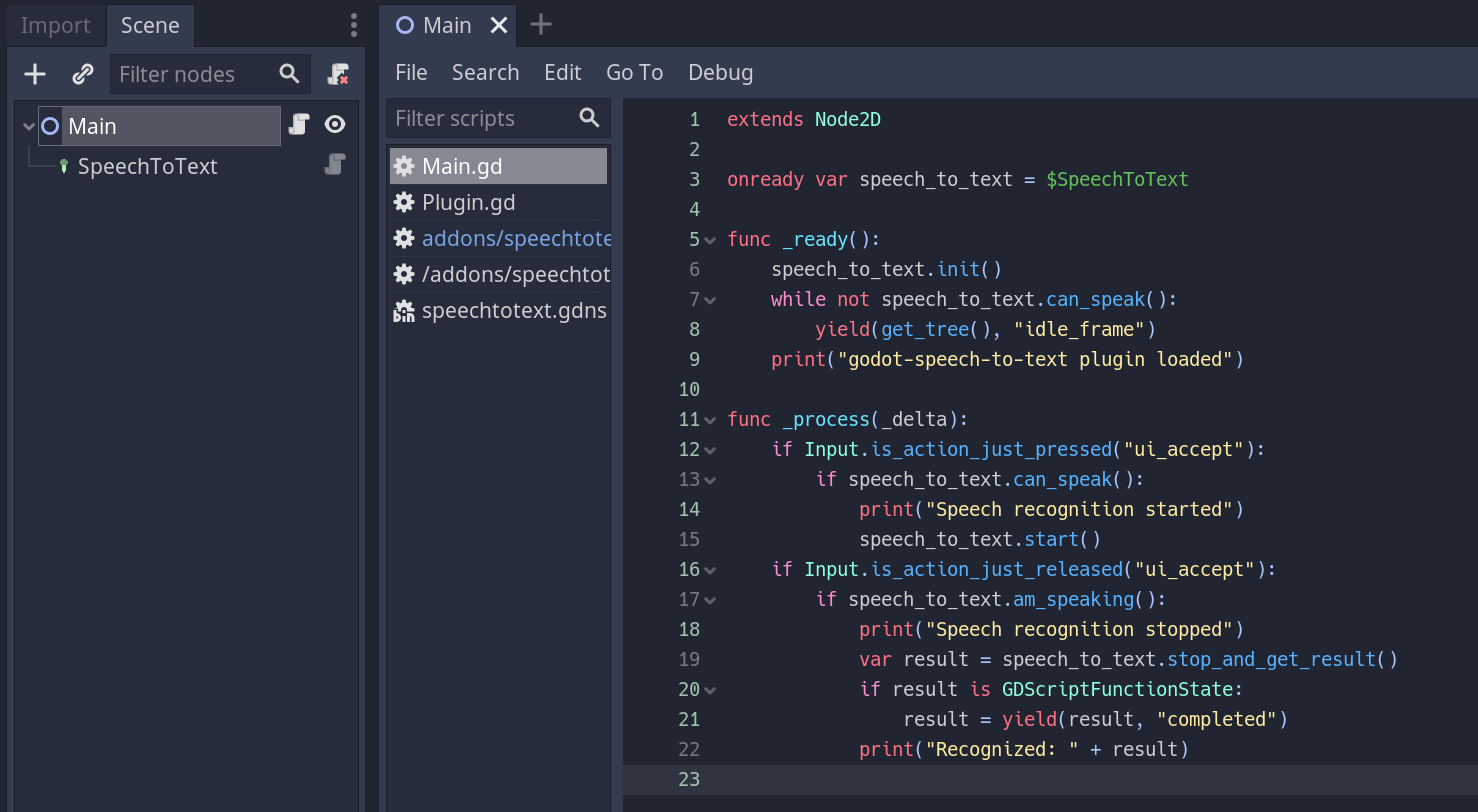 Import
Scene
Filter nodes
Main
SpeechToText
Main
File Search Edit Go To Debug
Filter scripts
Main.gd
Plugin.gd
addons/speechtote
/addons/speechtot
speechtotext.gdns
1 extends Node2D
2
3 onready var speech_to_text = $SpeechToText
4
5 func _ready():
6     speech_to_text.init()
7     while not speech_to_text.can_speak():
8         yield(get_tree(), "idle_frame")
9     print("godot-speech-to-text plugin loaded")
10
11 func _process(_delta):
12     if Input.is_action_just_pressed("ui_accept"):
13         if speech_to_text.can_speak():
14             print("Speech recognition started")
15             speech_to_text.start()
16     if Input.is_action_just_released("ui_accept"):
17         if speech_to_text.am_speaking():
18             print("Speech recognition stopped")
19             var result = speech_to_text.stop_and_get_result()
20             if result is GDScriptFunctionState:
21                 result = yield(result, "completed")
22             print("Recognized: " + result)
23